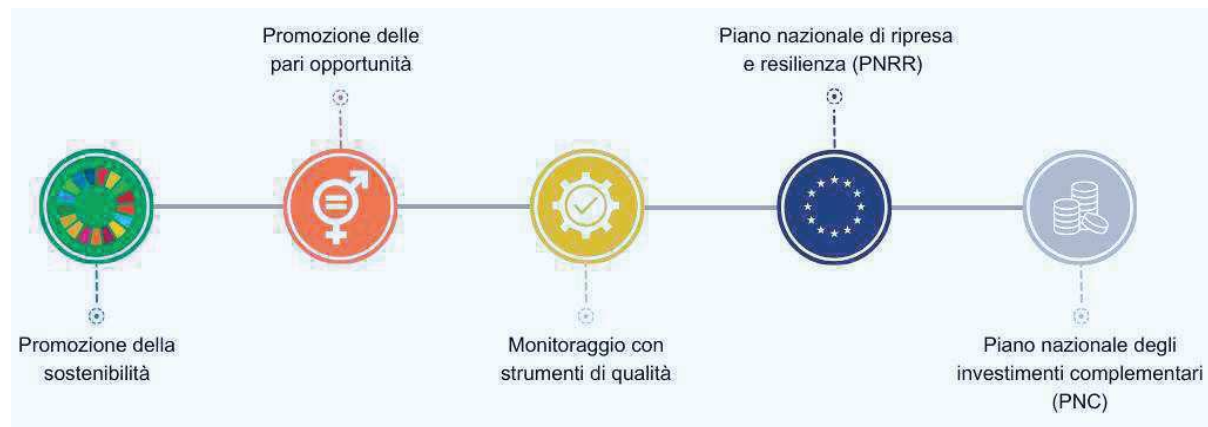 Promozione delle
pari opportunità
Piano nazionale di ripresa
e resilienza (PNRR)
Promozione della
sostenibilità
Monitoraggio con
strumenti di qualità
Piano nazionale degli
investimenti complementari
(PNC)